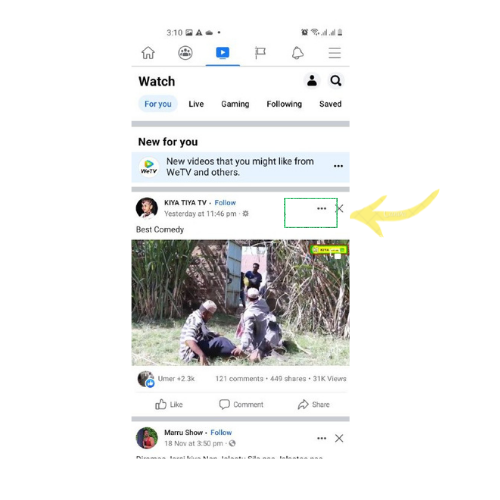 3:10
Watch
For you Live Gaming Following Saved
New for you
WeTV
New videos that you might like from
WeTV and others.
KIYA TIYA TV • Follow
Yesterday at 11:46 pm
Best Comedy
Umer +2.3k 121 comments • 449 shares • 31K Views
Like Comment Share
Marru Show • Follow
18 Nov at 3:50 pm